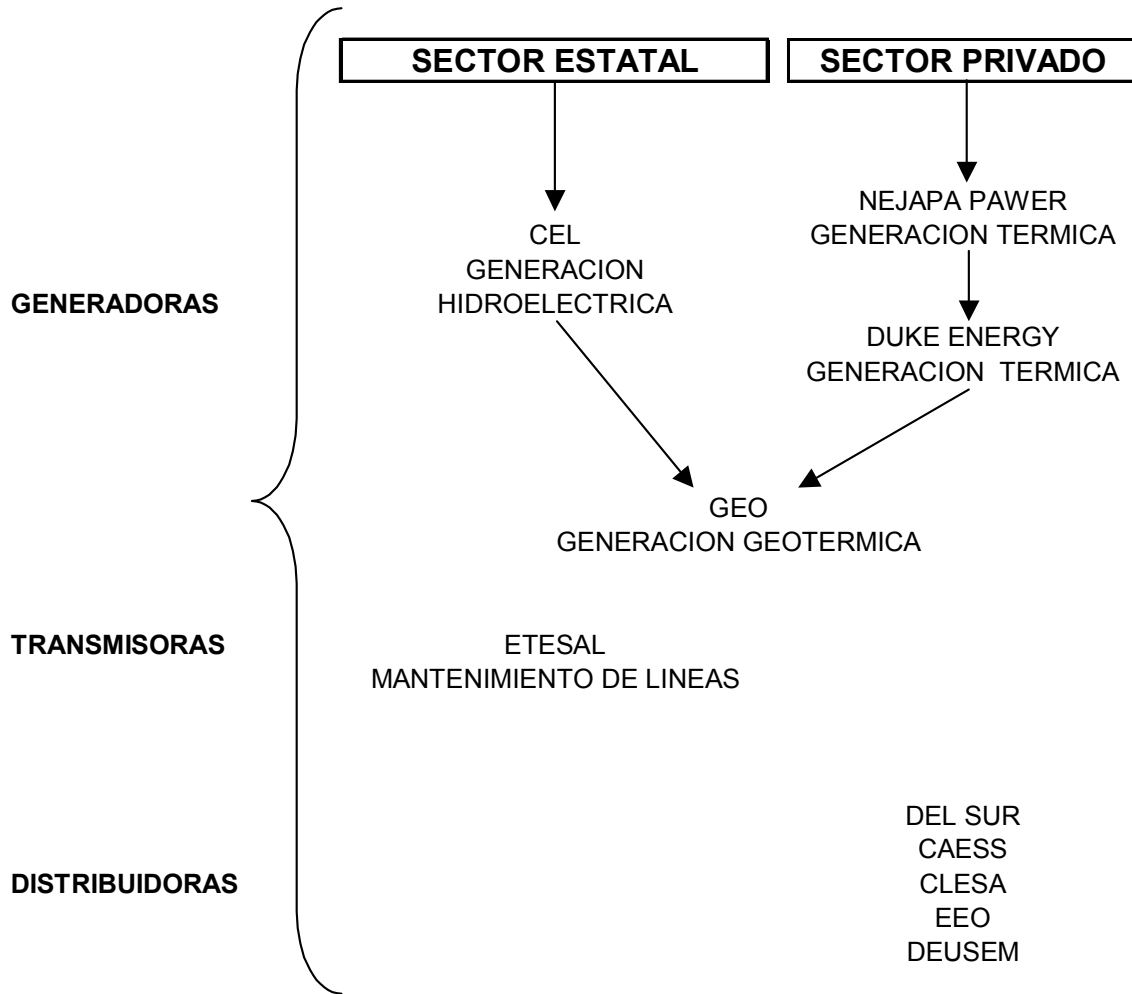 SECTOR ESTATAL
SECTOR PRIVADO
NEJAPA PAWER
GENERACION TERMICA
CEL
GENERACION
HIDROELECTRICA
GENERADORAS
DUKE ENERGY
GENERACION TERMICA
GEO
GENERACION GEOTERMICA
TRANSMISORAS
ETESAL
MANTENIMIENTO DE LINEAS
DISTRIBUIDORAS
DEL SUR
CAESS
CLESA
EEO
DEUSEM